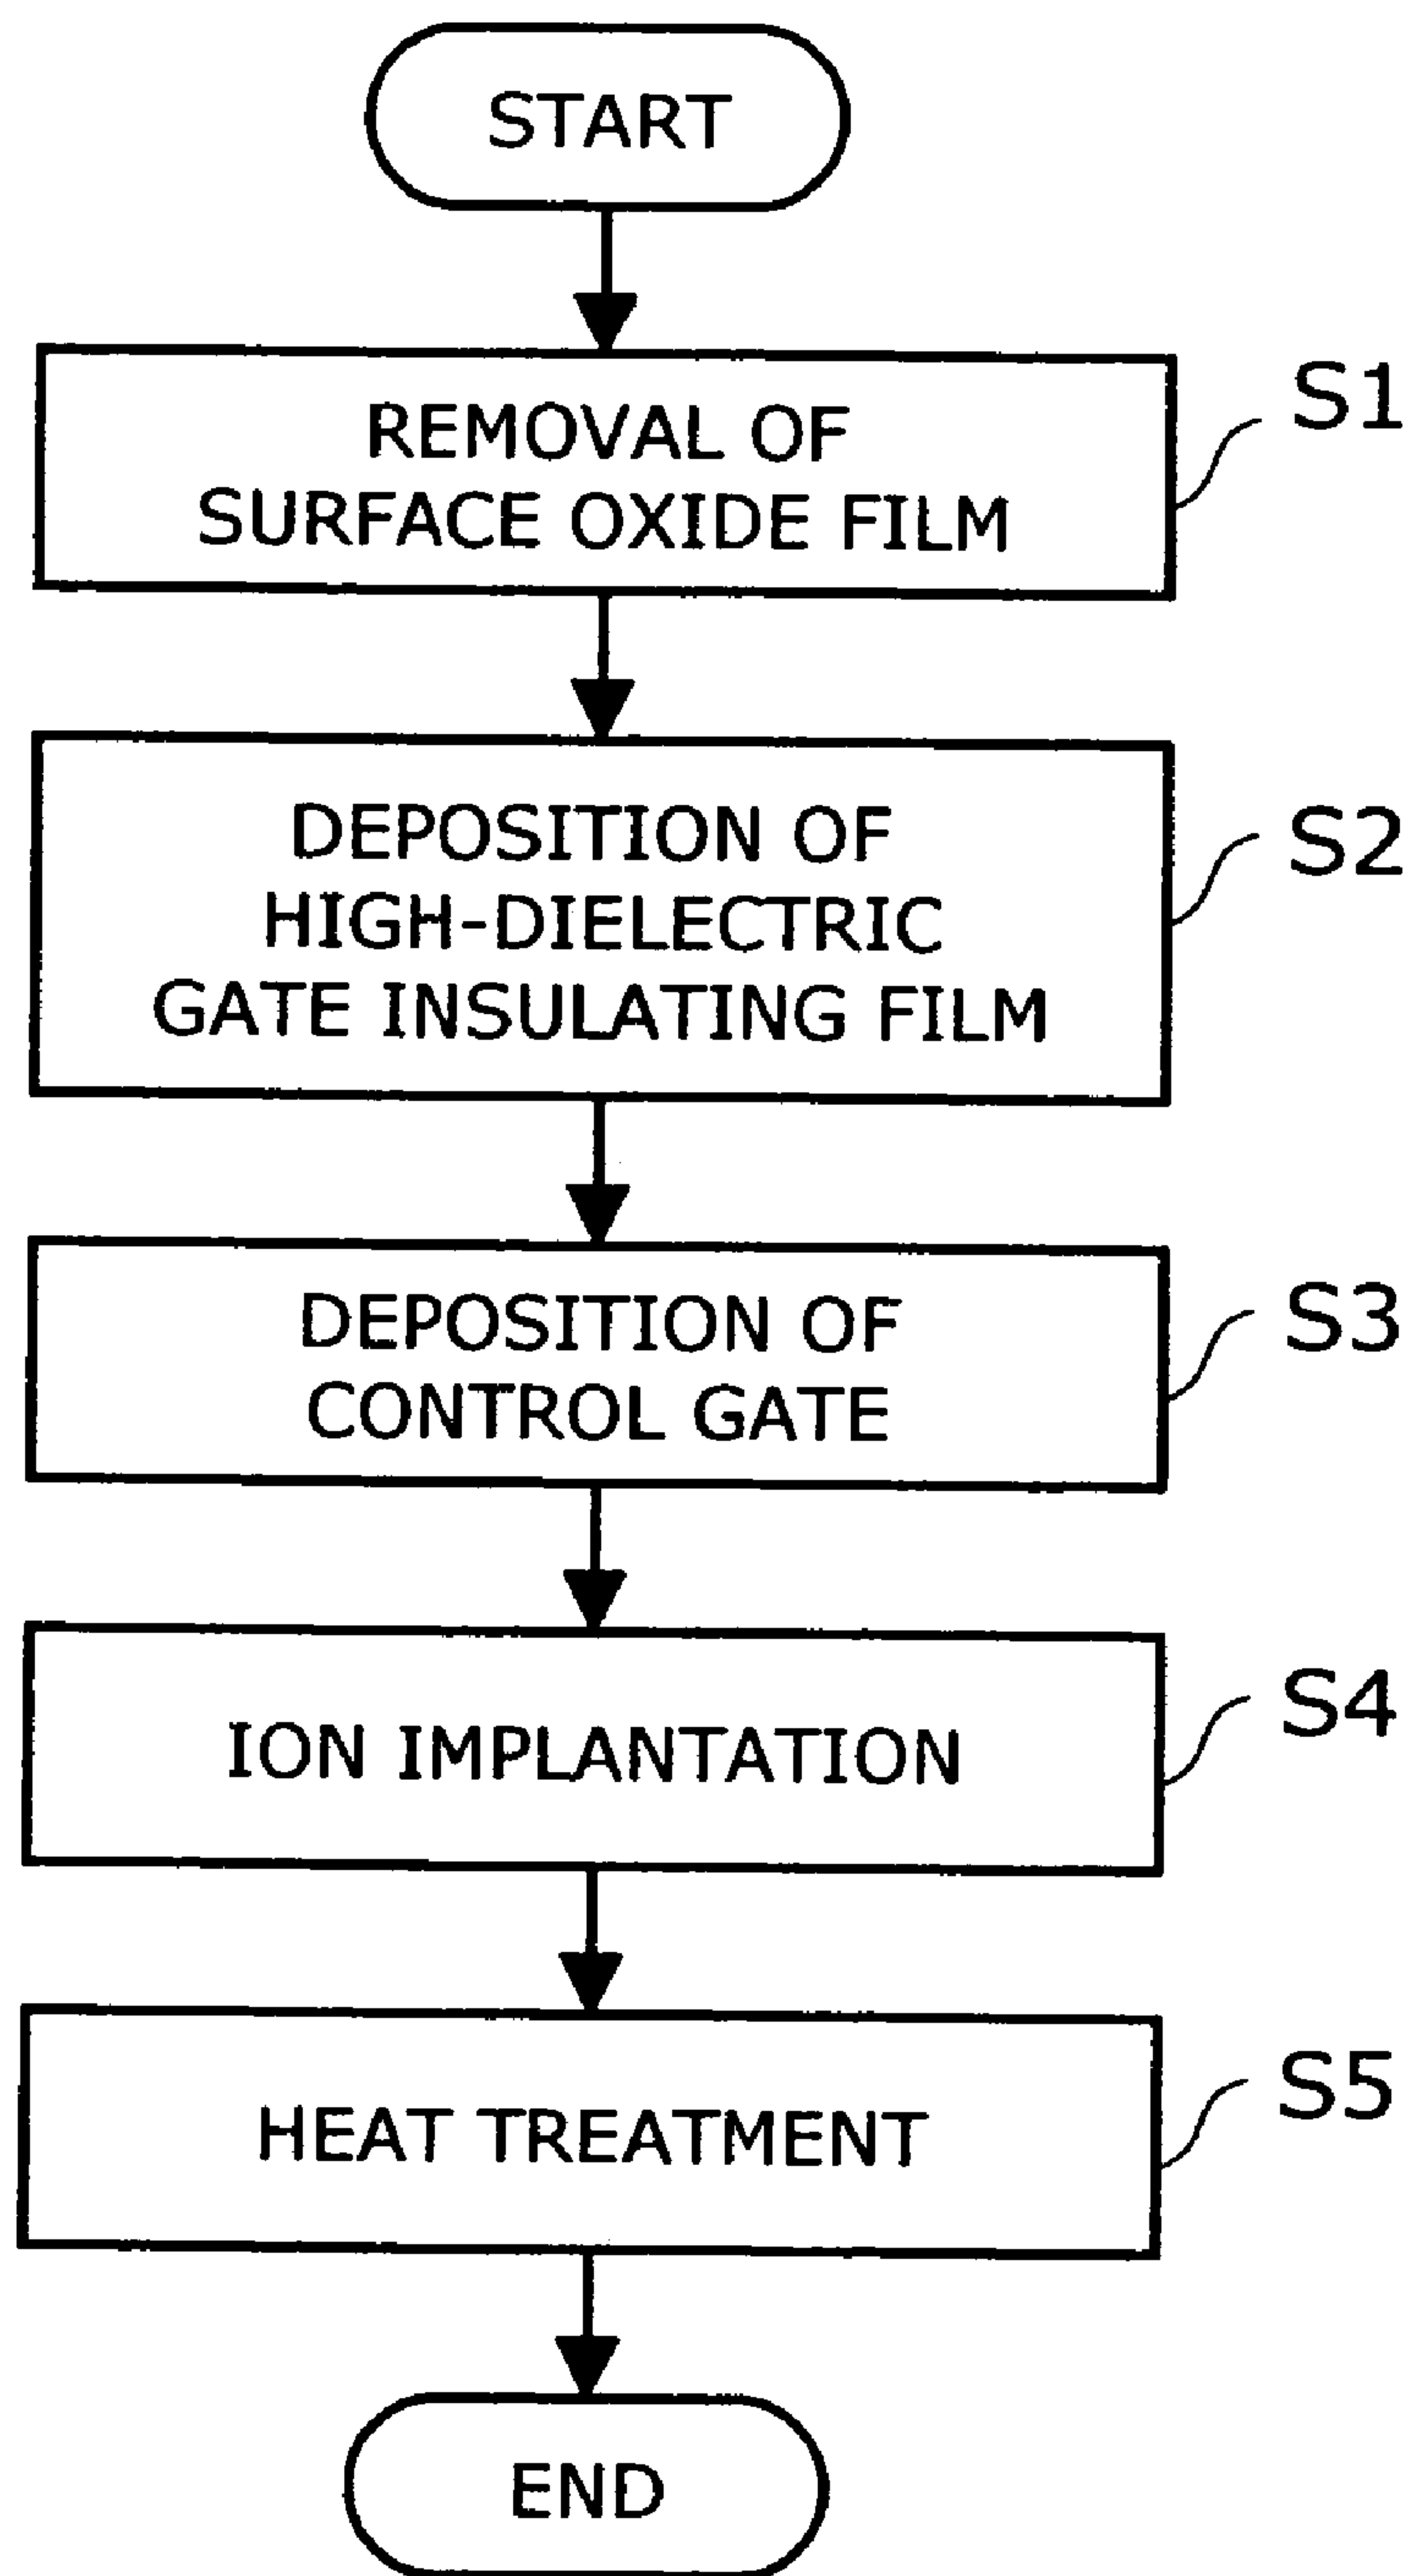 START
REMOVAL OF
SURFACE OXIDE FILM
S1
DEPOSITION OF
HIGH-DIELECTRIC
GATE INSULATING FILM
S2
DEPOSITION OF
CONTROL GATE
S3
ION IMPLANTATION
S4
HEAT TREATMENT
S5
END